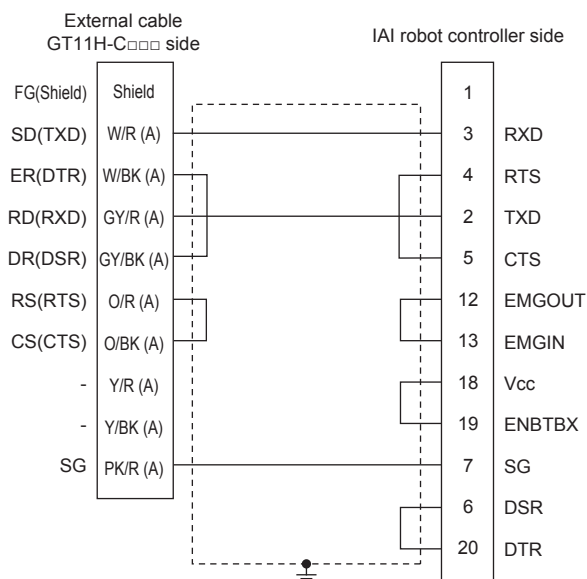 External cable
GT11H-C□□□ side
IAI robot controller side
FG(Shield) Shield 1
SD(TXD) W/R (A) 3 RXD
ER(DTR) W/BK (A) 4 RTS
RD(RXD) GY/R (A) 2 TXD
DR(DSR) GY/BK (A) 5 CTS
RS(RTS) O/R (A) 12 EMGOUT
CS(CTS) O/BK (A) 13 EMGIN
- Y/R (A) 18 Vcc
- Y/BK (A) 19 ENBTBX
SG PK/R (A) 7 SG
6 DSR
20 DTR